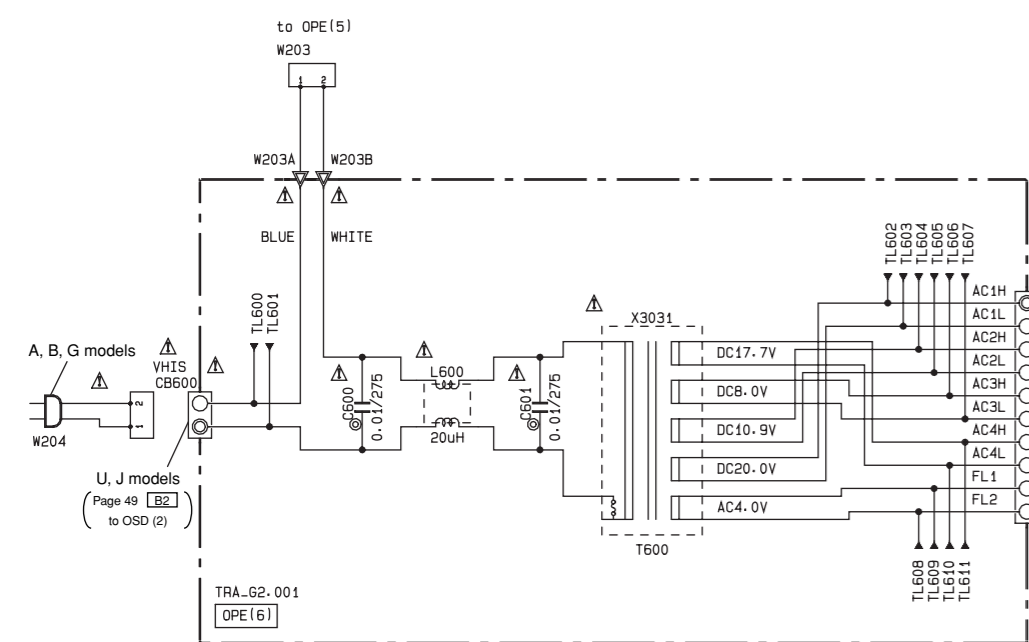 to OPE(5)
W203
1 2
W203A
W203B
BLUE
WHITE
TL600
TL601
A, B, G models
VHIS
CB600
2
1
W204
U, J models
Page 49 B2
to OSD (2)
C600
0.01/275
L600
20uH
C601
0.01/275
X3031
T600
DC17.7V
DC8.0V
DC10.9V
DC20.0V
AC4.0V
TL602
TL603
TL604
TL605
TL606
TL607
AC1H
AC1L
AC2H
AC2L
AC3H
AC3L
AC4H
AC4L
FL1
FL2
TL608
TL609
TL610
TL611
TRA_G2.001
OPE(6)